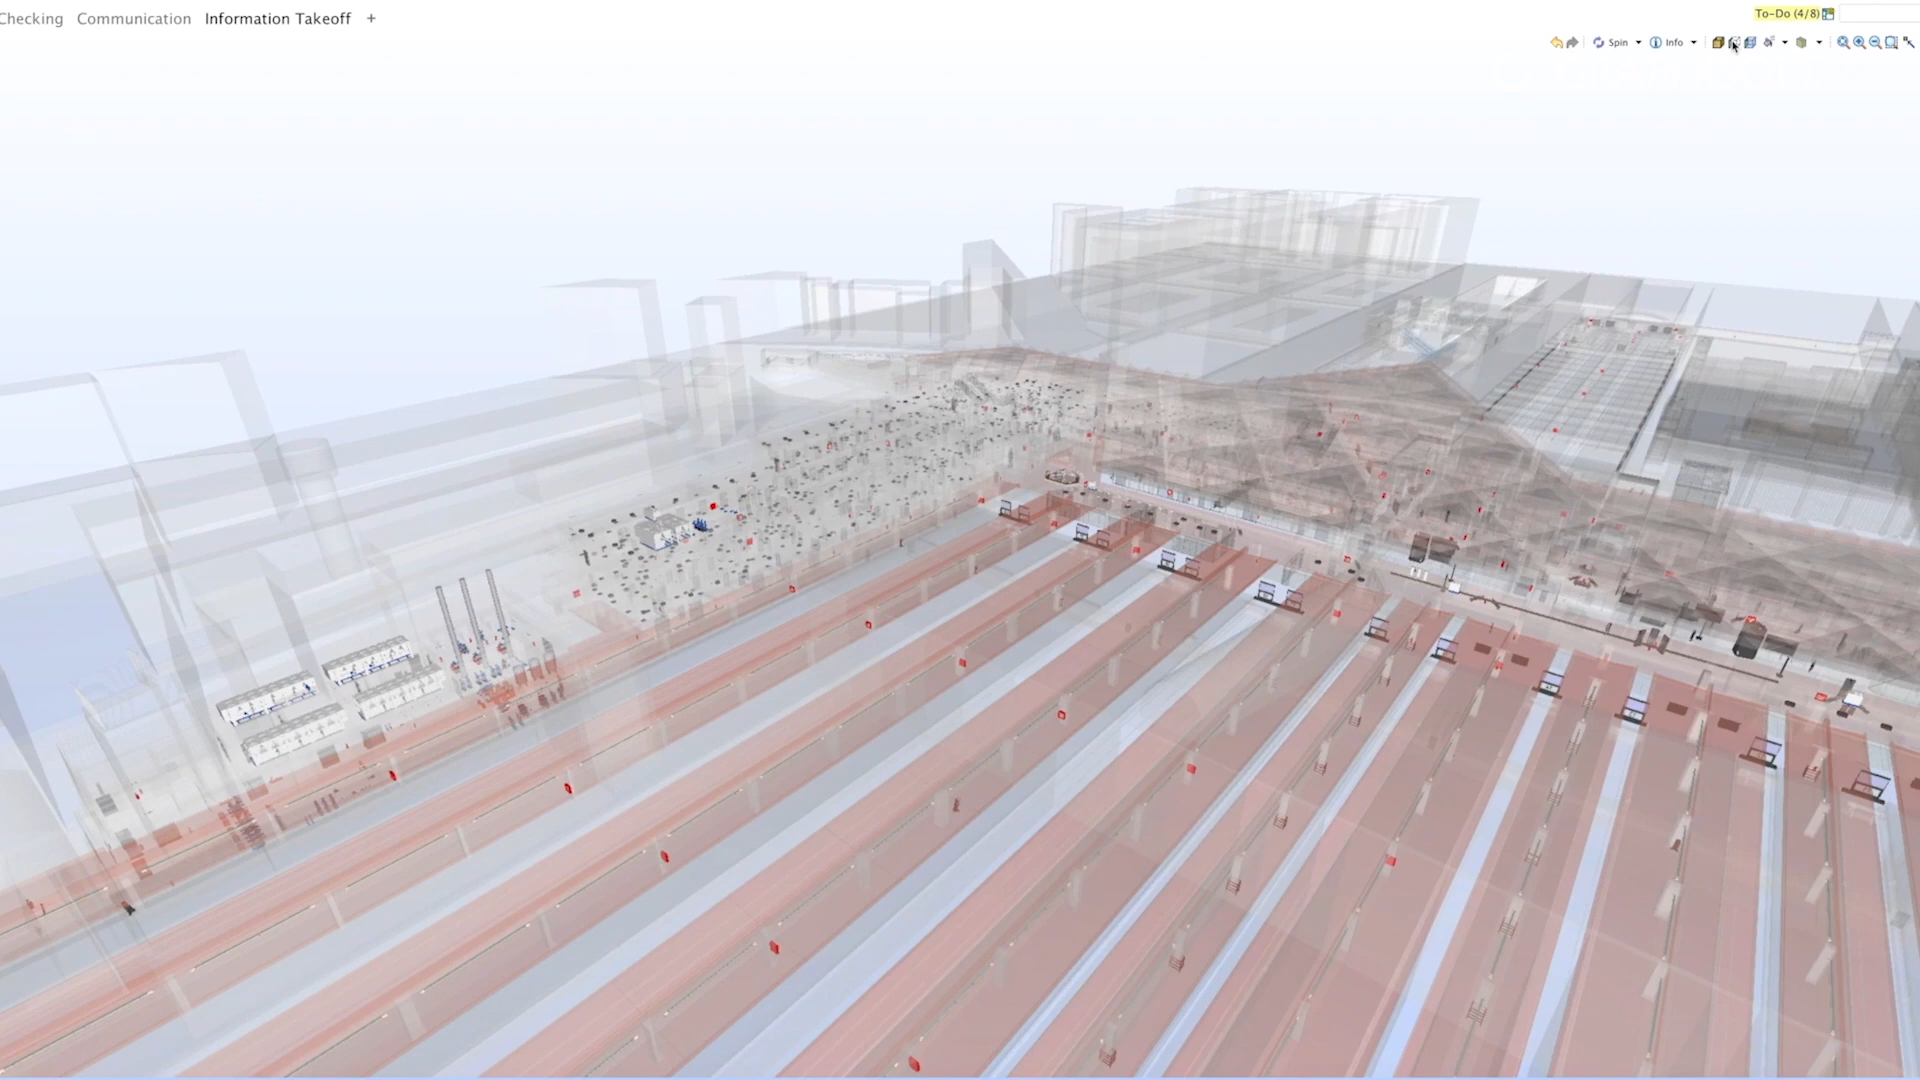 Checking Communication Information Takeoff +
To-Do (4/8)
Spin Info